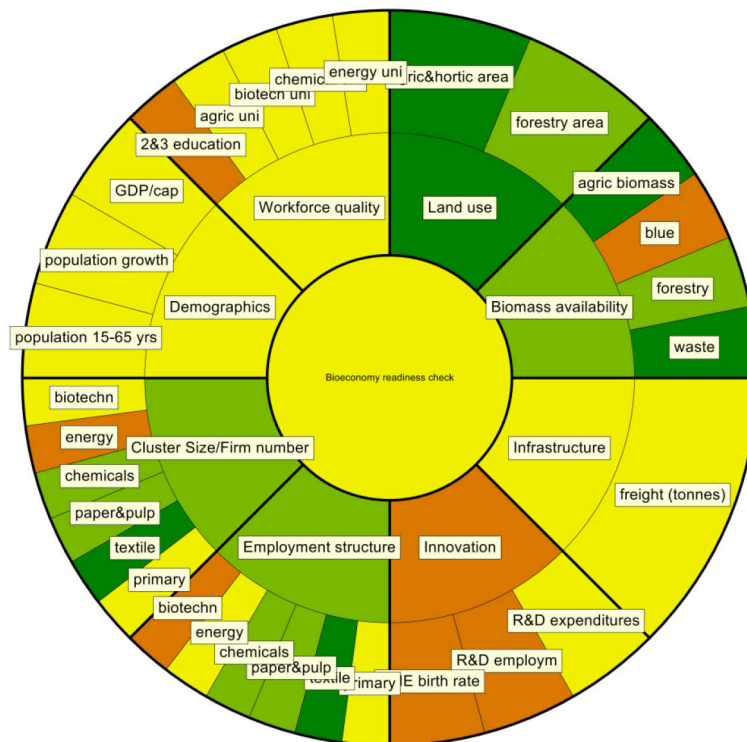 energy uni
ric&hortic area
chemic
biotech uni
agric uni
forestry area
2&3 education
agric biomass
GDP/cap
Workforce quality
Land use
blue
population growth
forestry
Demographics
Biomass availability
population 15-65 yrs
waste
Bioeconomy readiness check
biotechn
energy
Cluster Size/Firm number
Infrastructure
chemicals
freight (tonnes)
paper&pulp
textile
Employment structure
Innovation
primary
biotechn
R&D expenditures
energy
chemicals
R&D employm
paper&pulp
primary
E birth rate